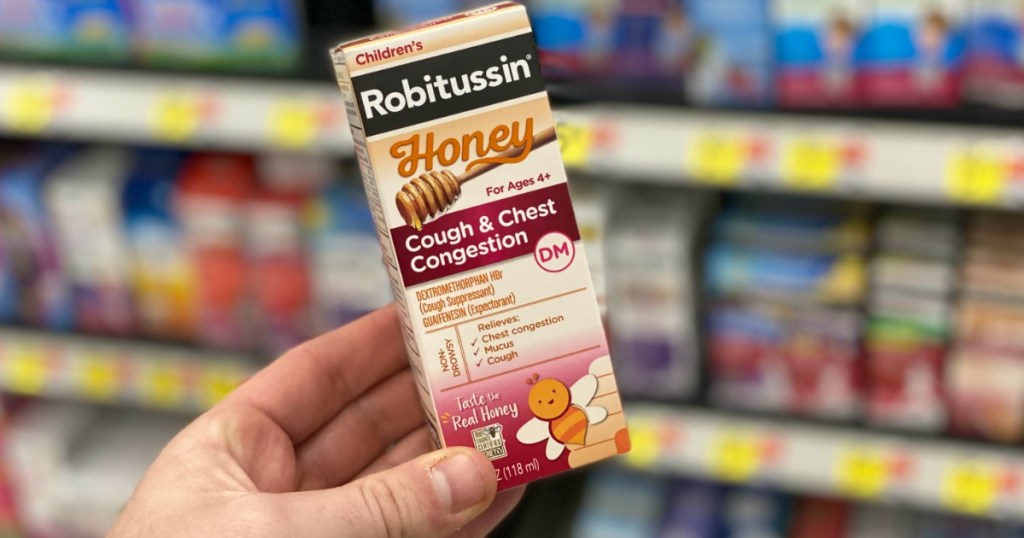 Children's
Robitussin®
Honey
For Ages 4+
Cough & Chest
Congestion
DM
DEXTROMETHORPHAN HBr
(Cough Suppressant)
GUAIFENESIN (Expectorant)
NON-
DROWSY
Relieves:
✓ Chest congestion
✓ Mucus
✓ Cough
Taste the
Real Honey
(118 ml)